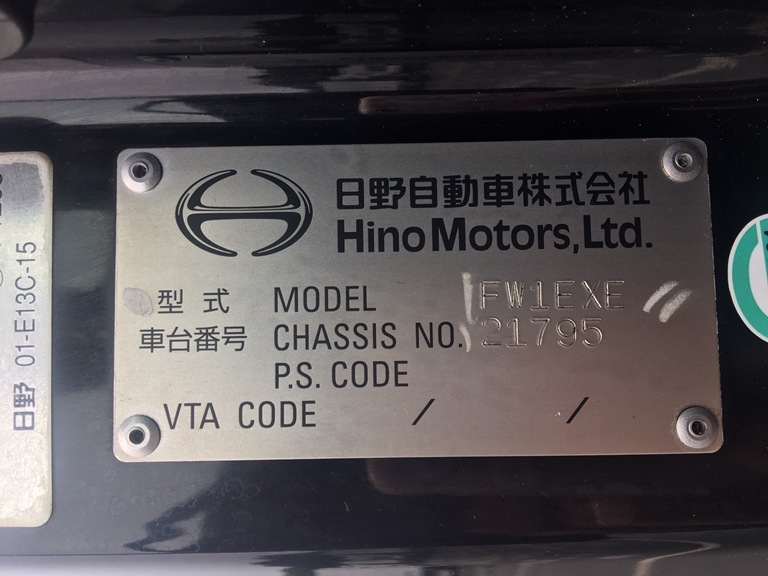 日野自動車株式会社
Hino Motors, Ltd.
型式 MODEL FW1EXE
車台番号 CHASSIS NO. 21795
P.S. CODE
VTA CODE / /
日野 01-E13C-15